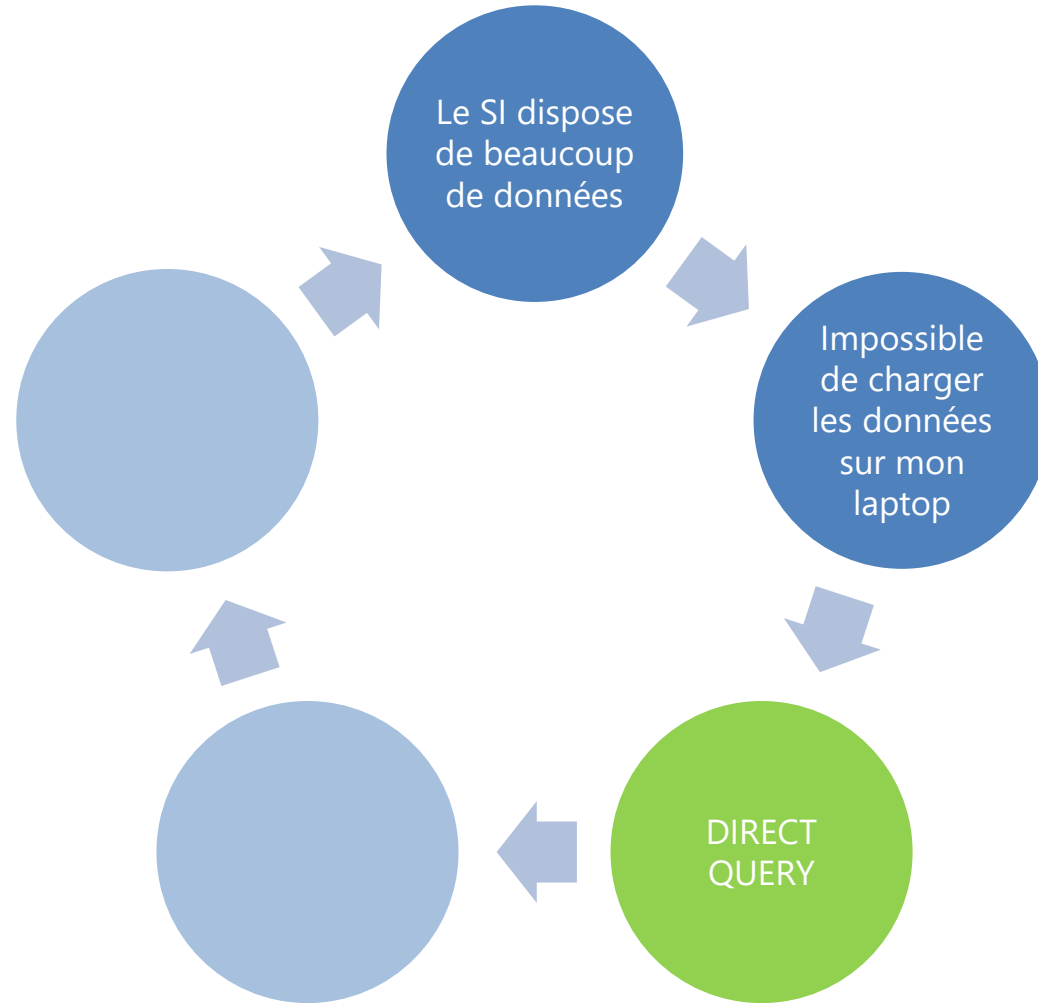 Le SI dispose
de beaucoup
de données
Impossible
de charger
les données
sur mon
laptop
DIRECT
QUERY